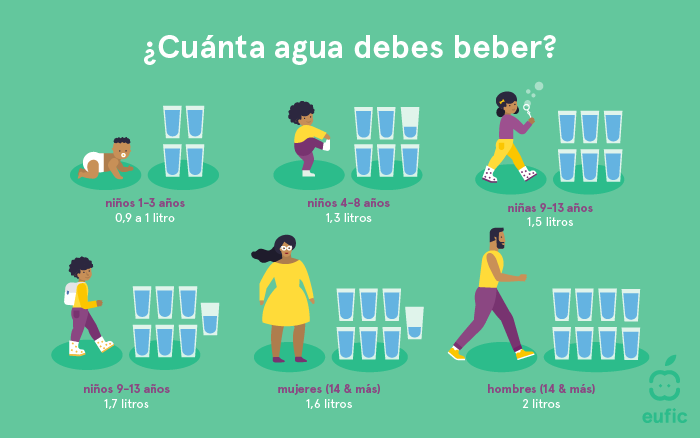 ¿Cuánta agua debes beber?
niños 1-3 años
0,9 a 1 litro
niños 4-8 años
1,3 litros
niñas 9-13 años
1,5 litros
niños 9-13 años
1,7 litros
mujeres (14 & más)
1,6 litros
hombres (14 & más)
2 litros
eufic